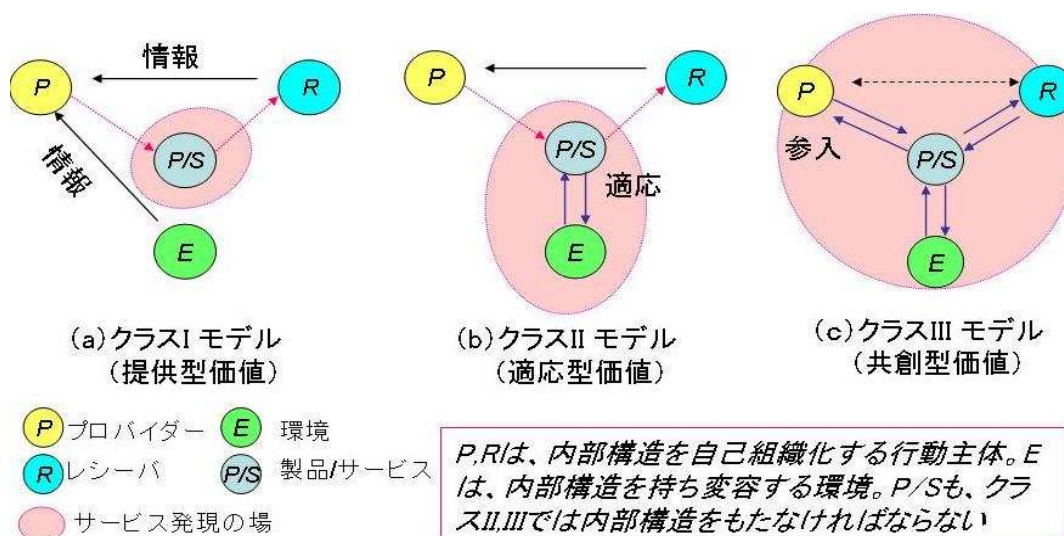 情報
P
R
P/S
情報
E
P
R
P/S
適応
E
P
R
参入
P/S
E
(a)クラスI モデル
(提供型価値)
(b)クラスII モデル
(適応型価値)
(c)クラスIII モデル
(共創型価値)
P プロバイダー
E 環境
R レシーバ
P/S 製品/サービス
サービス発現の場
P,Rは、内部構造を自己組織化する行動主体。E
は、内部構造を持ち変容する環境。P/Sも、クラ
スII,IIIでは内部構造をもたなければならない